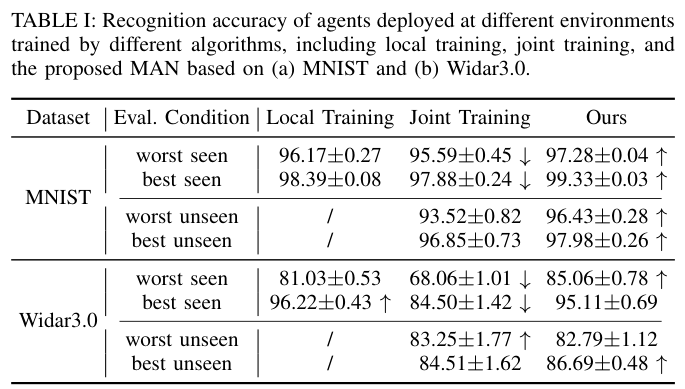 TABLE I: Recognition accuracy of agents deployed at different environments
trained by different algorithms, including local training, joint training, and
the proposed MAN based on (a) MNIST and (b) Widar3.0.
Dataset Eval. Condition Local Training Joint Training Ours
MNIST
worst seen 96.17±0.27 95.59±0.45 ↓ 97.28±0.04 ↑
best seen 98.39±0.08 97.88±0.24 ↓ 99.33±0.03 ↑
worst unseen / 93.52±0.82 96.43±0.28 ↑
best unseen / 96.85±0.73 97.98±0.26 ↑
Widar3.0
worst seen 81.03±0.53 68.06±1.01 ↓ 85.06±0.78 ↑
best seen 96.22±0.43 ↑ 84.50±1.42 ↓ 95.11±0.69
worst unseen / 83.25±1.77 ↑ 82.79±1.12
best unseen / 84.51±1.62 86.69±0.48 ↑